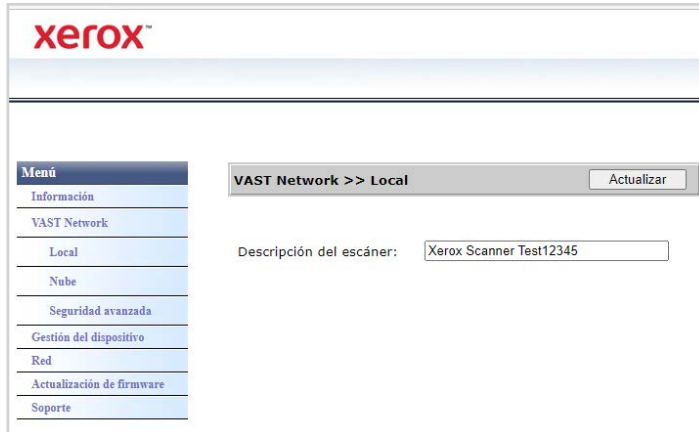 xerox™
Menú
Información
VAST Network
Local
Nube
Seguridad avanzada
Gestión del dispositivo
Red
Actualización de firmware
Soporte
VAST Network >> Local
Actualizar
Descripción del escáner:
Xerox Scanner Test12345